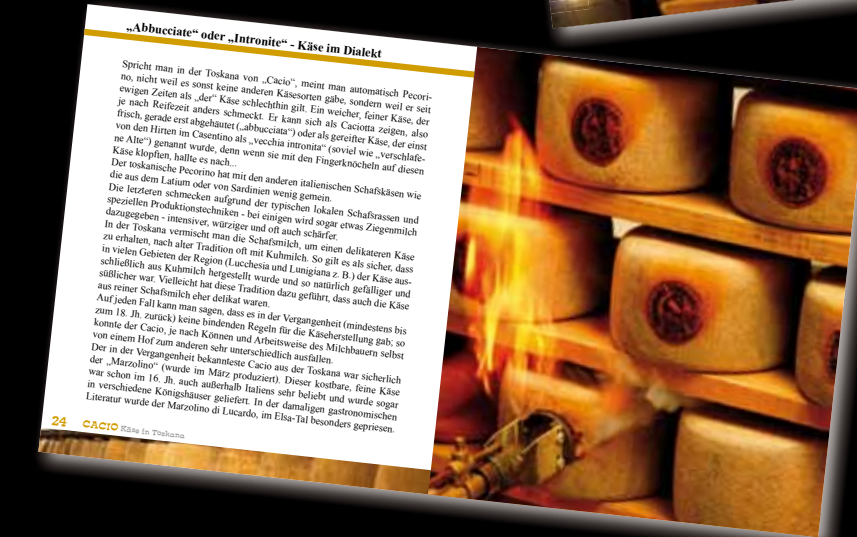 „Abbucciate“ oder „Intronite“ - Käse im Dialekt
Spricht man in der Toskana von „Cacio“, meint man automatisch Pecori-
no, nicht weil es sonst keine anderen Käsesorten gäbe, sondern weil er seit
ewigen Zeiten als „der“ Käse schlechthin gilt. Ein weicher, feiner Käse, der
je nach Reifezeit anders schmeckt. Er kann sich als Caciotta zeigen, also
frisch, gerade erst abgehäutet („abbucciata“) oder als gereifter Käse, der einst
von den Hirten im Casentino als „vecchia intronita“ (soviel wie „verschlafe-
ne Alte“) genannt wurde, denn wenn sie mit den Fingerknöcheln auf diesen
Käse klopften, hallte es nach...
Der toskanische Pecorino hat mit den anderen italienischen Schafskäsen wie
die aus dem Latium oder von Sardinien wenig gemein.
Die letzteren schmecken aufgrund der typischen lokalen Schafsrassen und
speziellen Produktionstechniken - bei einigen wird sogar etwas Ziegenmilch
dazugegeben - intensiver, würziger und oft auch schärfer.
In der Toskana vermischt man die Schafsmilch, um einen delikateren Käse
zu erhalten, nach alter Tradition oft mit Kuhmilch. So gilt es als sicher, dass
in vielen Gebieten der Region (Lucchesia und Lunigiana z. B.) der Käse aus-
schließlich aus Kuhmilch hergestellt wurde und so natürlich gefälliger und
süßlicher war. Vielleicht hat diese Tradition dazu geführt, dass auch die Käse
aus reiner Schafsmilch eher delikat waren.
Auf jeden Fall kann man sagen, dass es in der Vergangenheit (mindestens bis
zum 18. Jh. zurück) keine bindenden Regeln für die Käseherstellung gab; so
konnte der Cacio, je nach Können und Arbeitsweise des Milchbauern selbst
von einem Hof zum anderen sehr unterschiedlich ausfallen.
Der in der Vergangenheit bekannteste Cacio aus der Toskana war sicherlich
der „Marzolino“ (wurde im März produziert). Dieser kostbare, feine Käse
war schon im 16. Jh. auch außerhalb Italiens sehr beliebt und wurde sogar
in verschiedene Königshäuser geliefert. In der damaligen gastronomischen
Literatur wurde der Marzolino di Lucardo, im Elsa-Tal besonders gepriesen.
24 CACIO Käse in Toskana